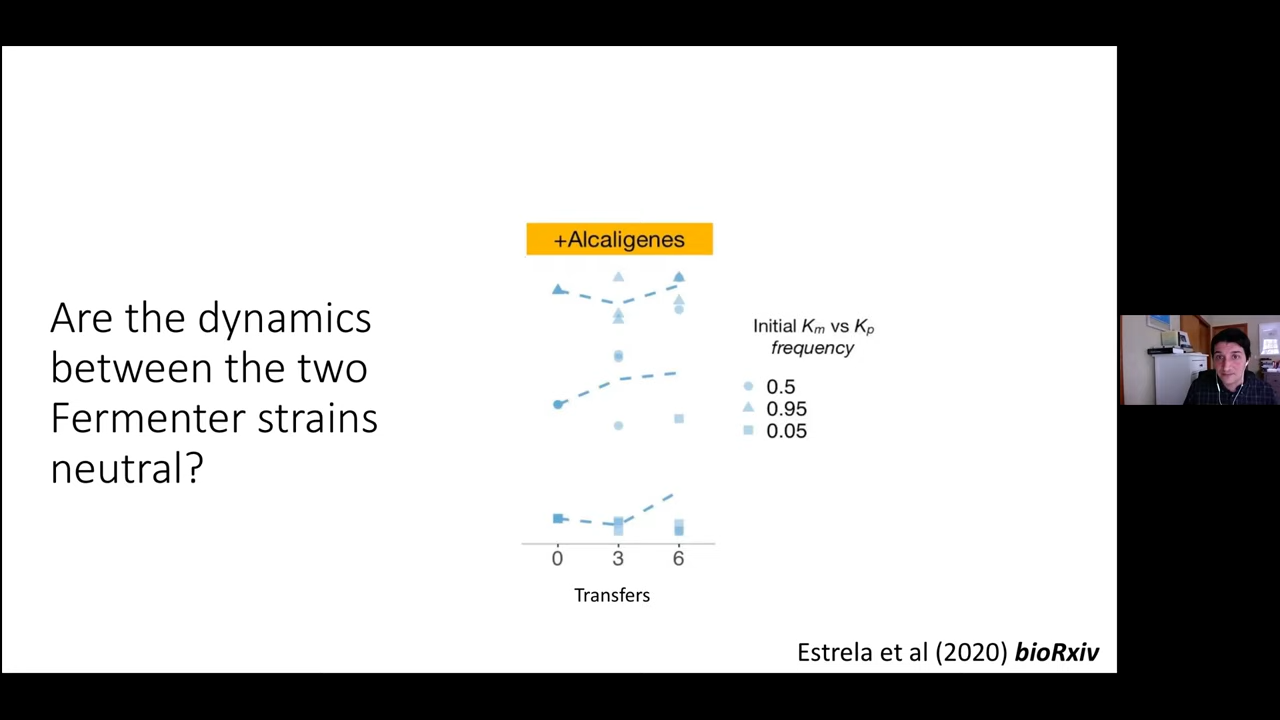 Are the dynamics
between the two
Fermenter strains
neutral?
+Alcaligenes
0 3 6
Transfers
Initial Km vs Kp
frequency
0.5
0.95
0.05
Estrela et al (2020) bioRxiv